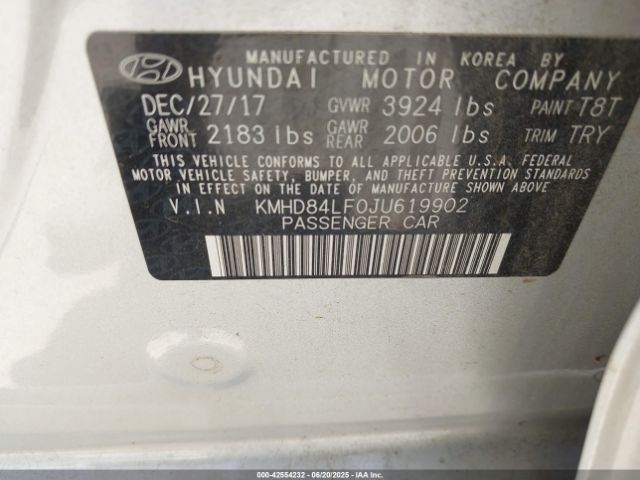 MANUFACTURED IN KOREA BY
HYUNDAI MOTOR COMPANY
DEC/27/17 GVWR 3924 lbs PAINT T8T
GAWR FRONT 2183 lbs GAWR REAR 2006 lbs TRIM TRY
THIS VEHICLE CONFORMS TO ALL APPLICABLE U.S.A. FEDERAL
MOTOR VEHICLE SAFETY, BUMPER, AND THEFT PREVENTION STANDARDS
IN EFFECT ON THE DATE OF MANUFACTURE SHOWN ABOVE
V.I.N KMHD84LF0JU619902
PASSENGER CAR
000-42554232 - 06/20/2025 - COPYRIGHT IAA, LLC.